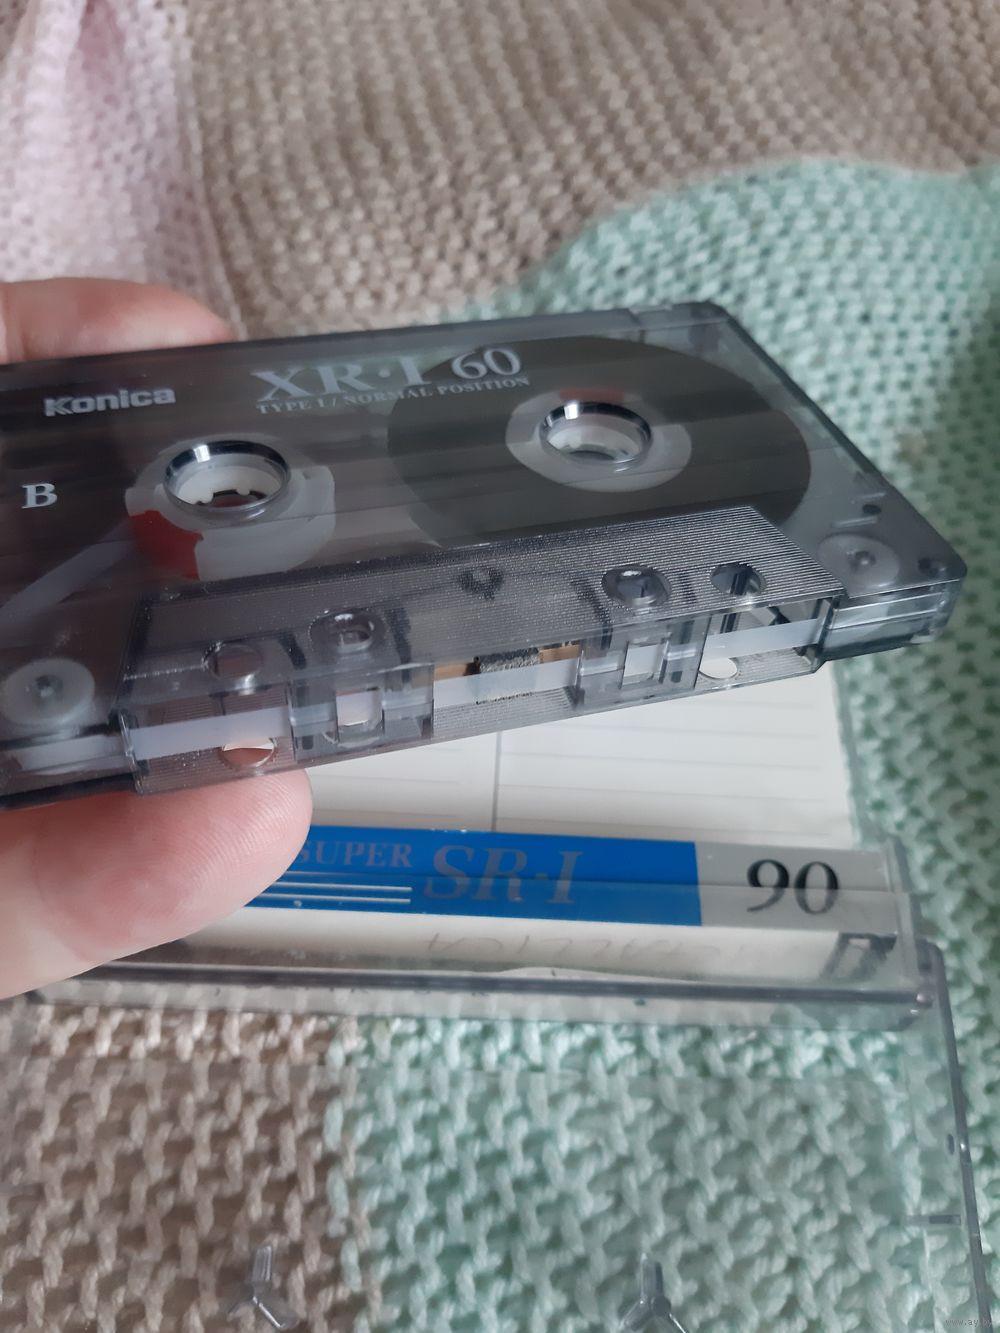 Konica
XR·I 60
TYPE I / NORMAL POSITION
B
SUPER SR·I
90